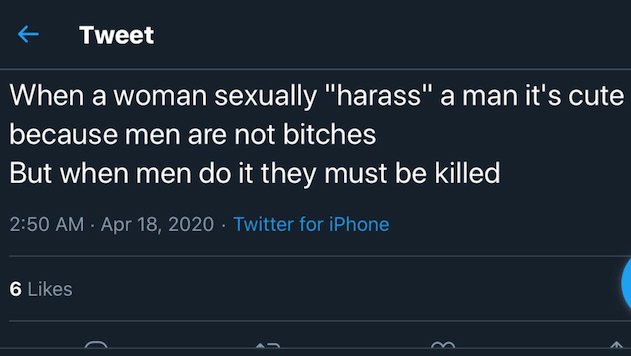 Tweet
When a woman sexually "harass" a man it's cute
because men are not bitches
But when men do it they must be killed
2:50 AM · Apr 18, 2020 · Twitter for iPhone
6 Likes